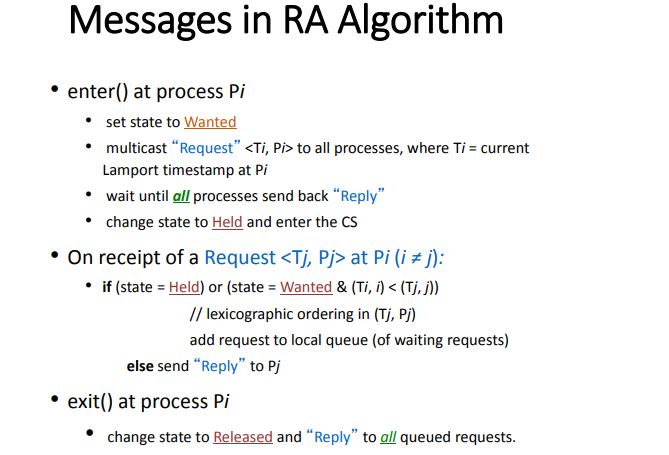 Messages in RA Algorithm
• enter() at process Pi
• set state to Wanted
• multicast “Request” <Ti, Pi> to all processes, where Ti = current
Lamport timestamp at Pi
• wait until all processes send back “Reply”
• change state to Held and enter the CS
• On receipt of a Request <Tj, Pj> at Pi (i ≠ j):
• if (state = Held) or (state = Wanted & (Ti, i) < (Tj, j))
// lexicographic ordering in (Tj, Pj)
add request to local queue (of waiting requests)
else send “Reply” to Pj
• exit() at process Pi
• change state to Released and “Reply” to all queued requests.